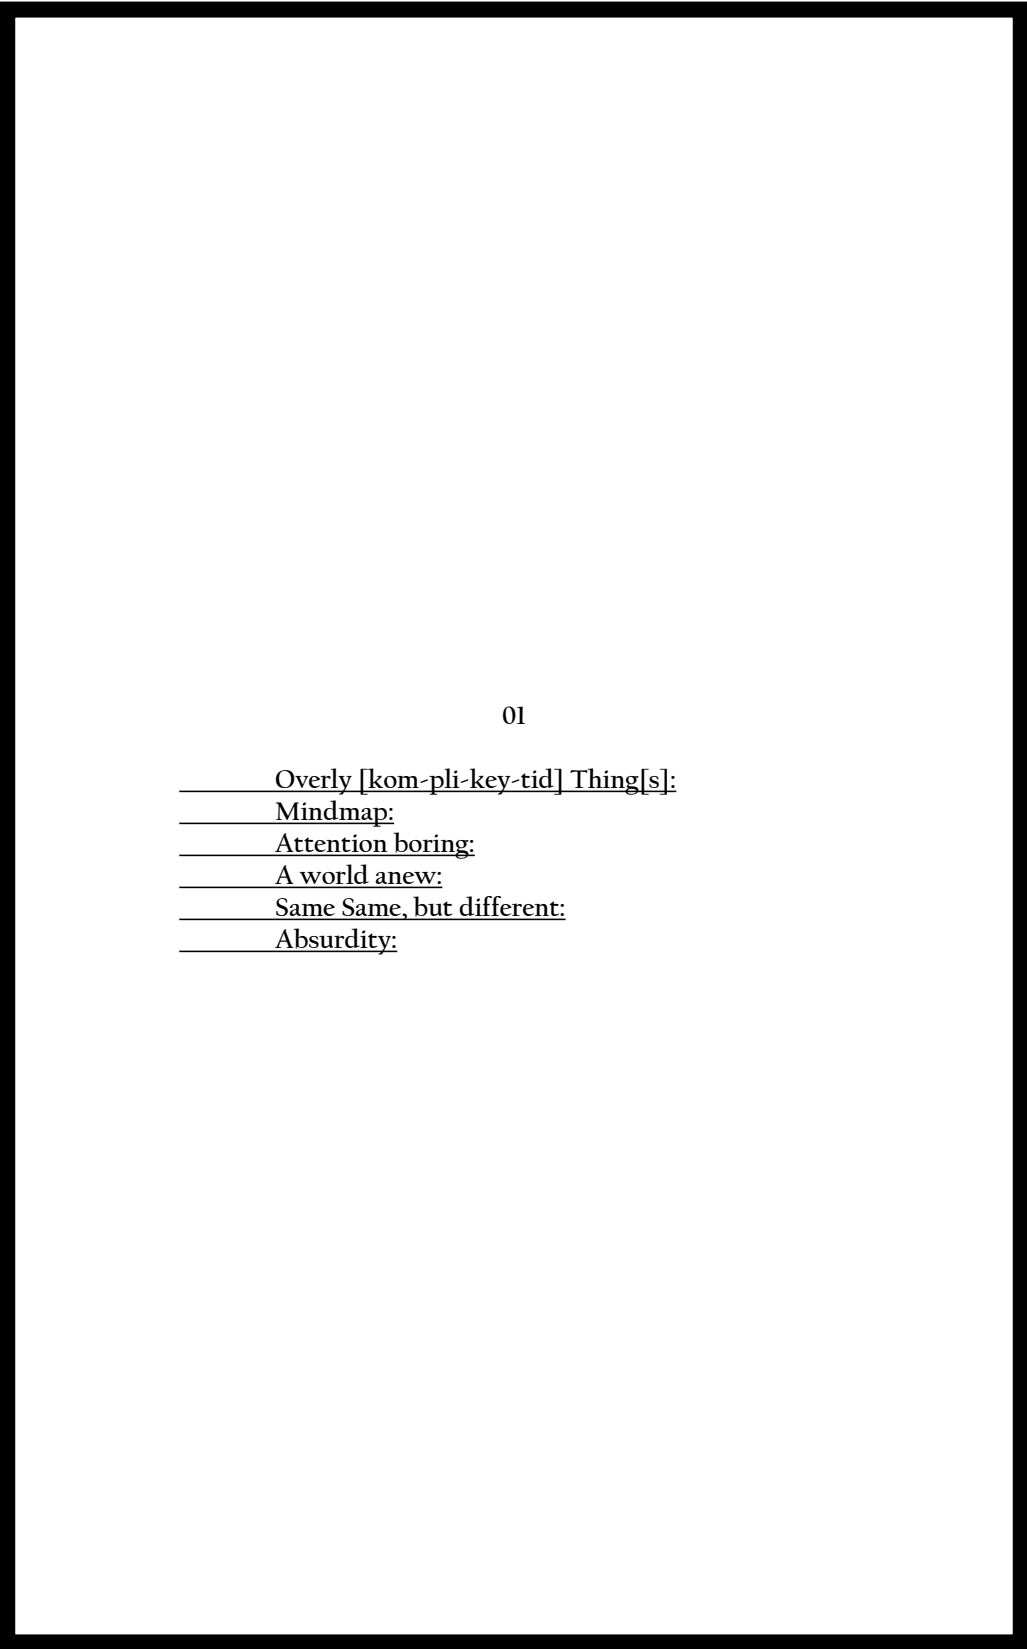 01
Overly [kom-pli-key-tid] Thing[s]:
Mindmap:
Attention boring:
A world anew:
Same Same, but different:
Absurdity: